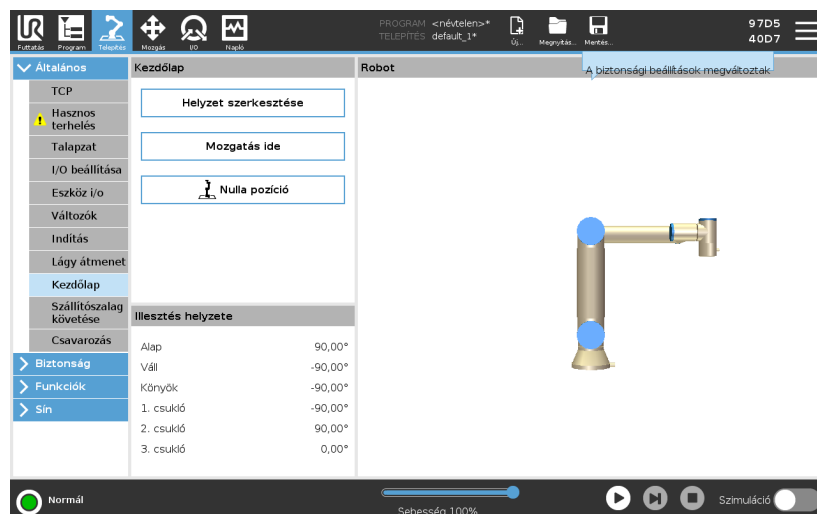 UR
PROGRAM <névtelen>*
TELEPÍTÉS default_1*
97D5
40D7
Futtatás Program Telepítés Mozgás I/O Napló Új... Megnyitás... Mentés...
A biztonsági beállítások megváltoztak
Általános
TCP
Hasznos
terhelés
Talapzat
I/O beállítása
Eszköz i/o
Változók
Indítás
Lágy átmenet
Kezdőlap
Szállítószalag
követése
Csavarozás
Biztonság
Funkciók
Sín
Kezdőlap
Helyzet szerkesztése
Mozgatás ide
Nulla pozíció
Illesztés helyzete
Alap 90,00°
Váll -90,00°
Könyök -90,00°
1. csukló -90,00°
2. csukló 90,00°
3. csukló 0,00°
Robot
Normál
Sebesség 100%
Szimuláció